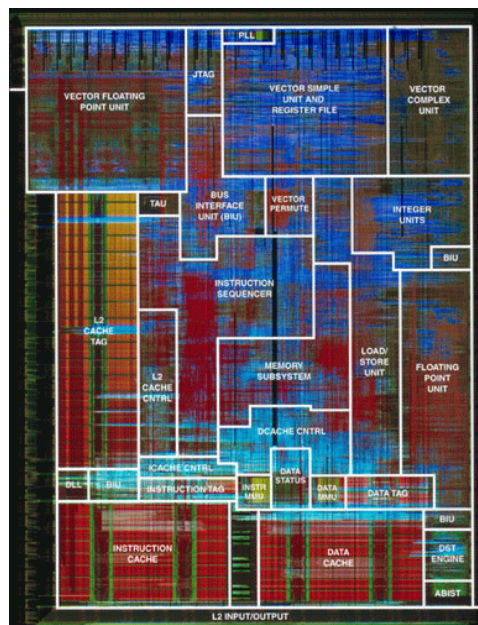 PLL
JTAG
VECTOR FLOATING
POINT UNIT
VECTOR SIMPLE
UNIT AND
REGISTER FILE
VECTOR
COMPLEX
UNIT
BUS
INTERFACE
UNIT (BIU)
VECTOR
PERMUTE
TAU
INTEGER
UNITS
BIU
INSTRUCTION
SEQUENCER
L2
CACHE
TAG
L2
CACHE
CNTRL
MEMORY
SUBSYSTEM
LOAD/
STORE
UNIT
FLOATING
POINT
UNIT
DCACHE CNTRL
ICACHE CNTRL
DLL
BIU
INSTRUCTION TAG
INSTR
MMU
DATA
STATUS
DATA
MMU
DATA TAG
BIU
INSTRUCTION
CACHE
DATA
CACHE
DST
ENGINE
ABIST
L2 INPUT/OUTPUT